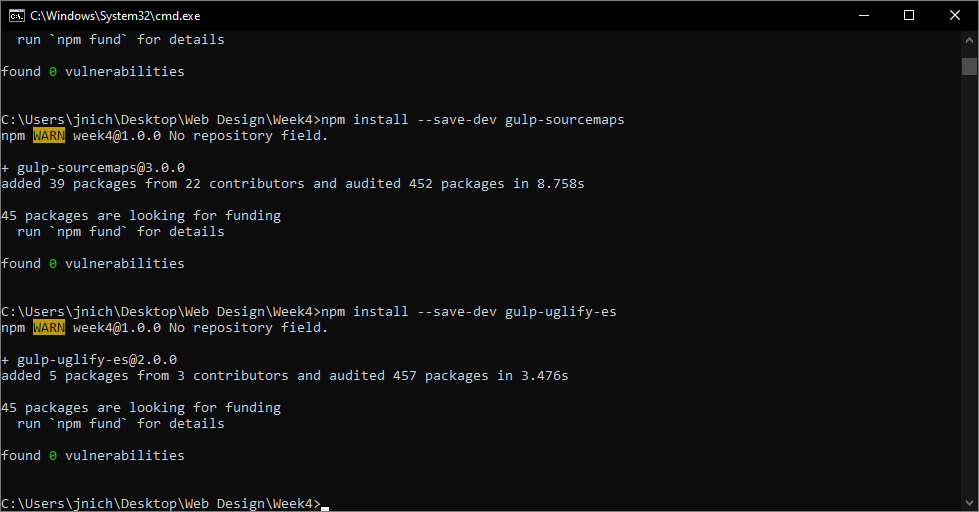 C:\Windows\System32\cmd.exe
run `npm fund` for details
found 0 vulnerabilities
C:\Users\jnich\Desktop\Web Design\Week4>npm install --save-dev gulp-sourcemaps
npm WARN week4@1.0.0 No repository field.
+ gulp-sourcemaps@3.0.0
added 39 packages from 22 contributors and audited 452 packages in 8.758s
45 packages are looking for funding
run `npm fund` for details
found 0 vulnerabilities
C:\Users\jnich\Desktop\Web Design\Week4>npm install --save-dev gulp-uglify-es
npm WARN week4@1.0.0 No repository field.
+ gulp-uglify-es@2.0.0
added 5 packages from 3 contributors and audited 457 packages in 3.476s
45 packages are looking for funding
run `npm fund` for details
found 0 vulnerabilities
C:\Users\jnich\Desktop\Web Design\Week4>